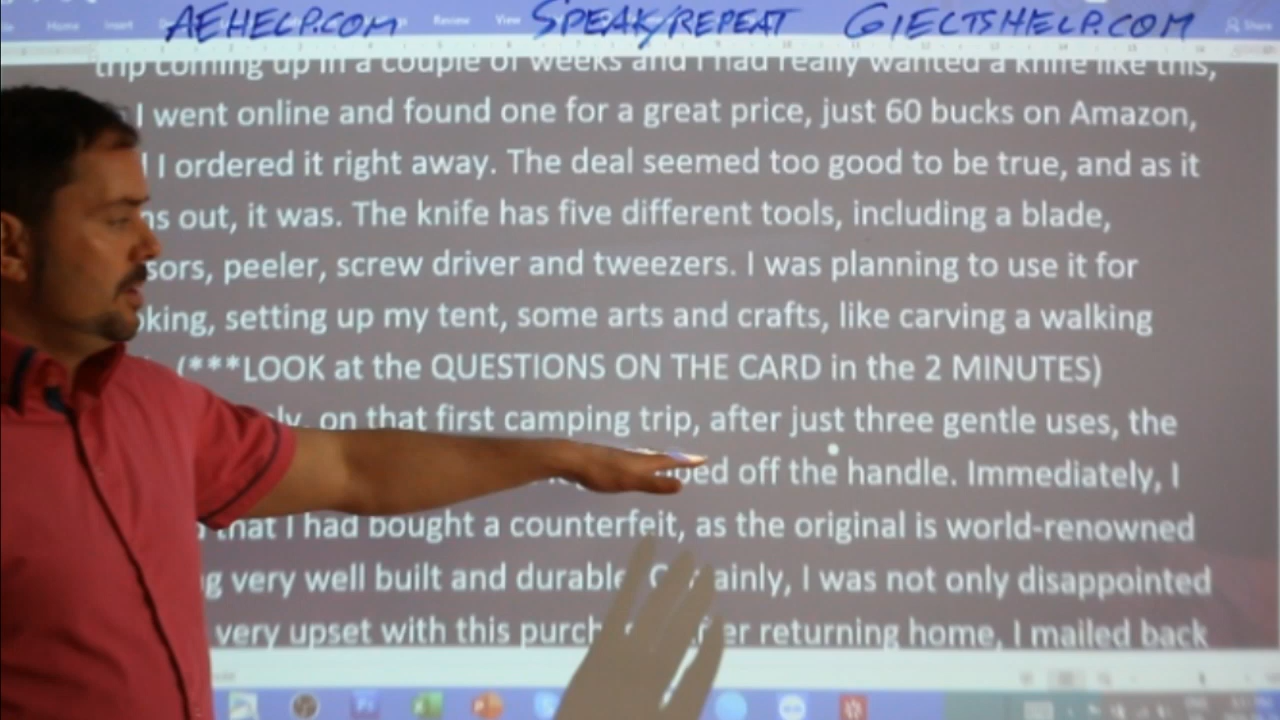 AEHELP.COM SPEAK/REPEAT GIELTSHELP.COM
Home Insert Review View Share
trip coming up in a couple of weeks and I had really wanted a knife like this,
I went online and found one for a great price, just 60 bucks on Amazon,
I ordered it right away. The deal seemed too good to be true, and as it
out, it was. The knife has five different tools, including a blade,
peeler, screw driver and tweezers. I was planning to use it for
setting up my tent, some arts and crafts, like carving a walking
(***LOOK at the QUESTIONS ON THE CARD in the 2 MINUTES)
on that first camping trip, after just three gentle uses, the
off the handle. Immediately, I
that I had bought a counterfeit, as the original is world-renowned
very well built and durable. Certainly, I was not only disappointed
very upset with this returning home, I mailed back